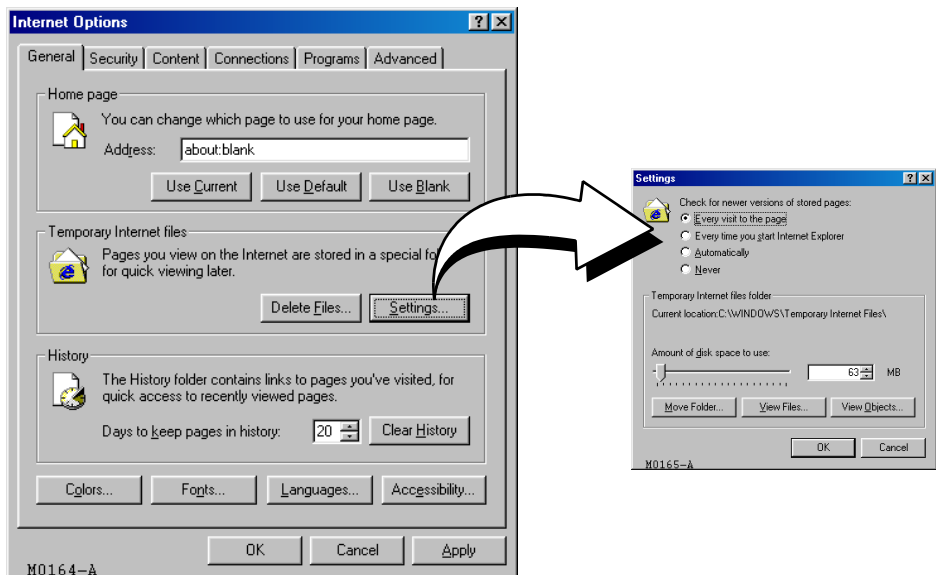 Internet Options
General Security Content Connections Programs Advanced
Home page
You can change which page to use for your home page.
Address: about:blank
Use Current Use Default Use Blank
Temporary Internet files
Pages you view on the Internet are stored in a special
for quick viewing later.
Delete Files... Settings...
History
The History folder contains links to pages you've visited, for
quick access to recently viewed pages.
Days to keep pages in history: 20 Clear History
Colors... Fonts... Languages... Accessibility...
OK Cancel Apply
M0164-A
Settings
Check for newer versions of stored pages:
Every visit to the page
Every time you start Internet Explorer
Automatically
Never
Temporary Internet files folder
Current location:C:\WINDOWS\Temporary Internet Files\
Amount of disk space to use:
63 MB
Move Folder... View Files... View Objects...
OK Cancel
M0165-A